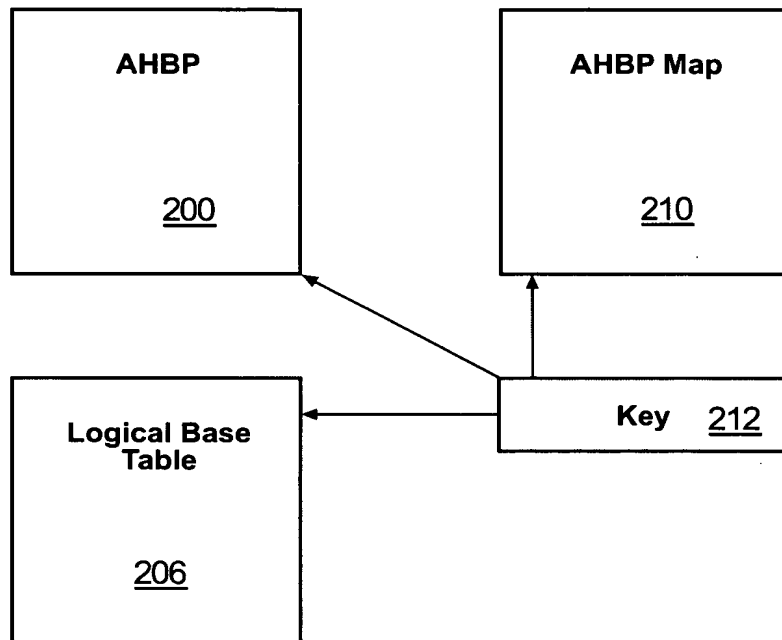 AHBP
200
AHBP Map
210
Logical Base
Table
206
Key 212